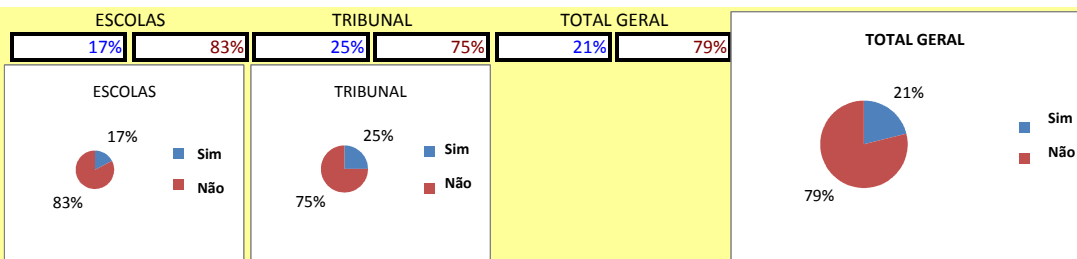 ESCOLAS TRIBUNAL TOTAL GERAL
17% 83% 25% 75% 21% 79%
ESCOLAS
17%
83%
Sim
Não
TRIBUNAL
25%
75%
Sim
Não
TOTAL GERAL
21%
79%
Sim
Não